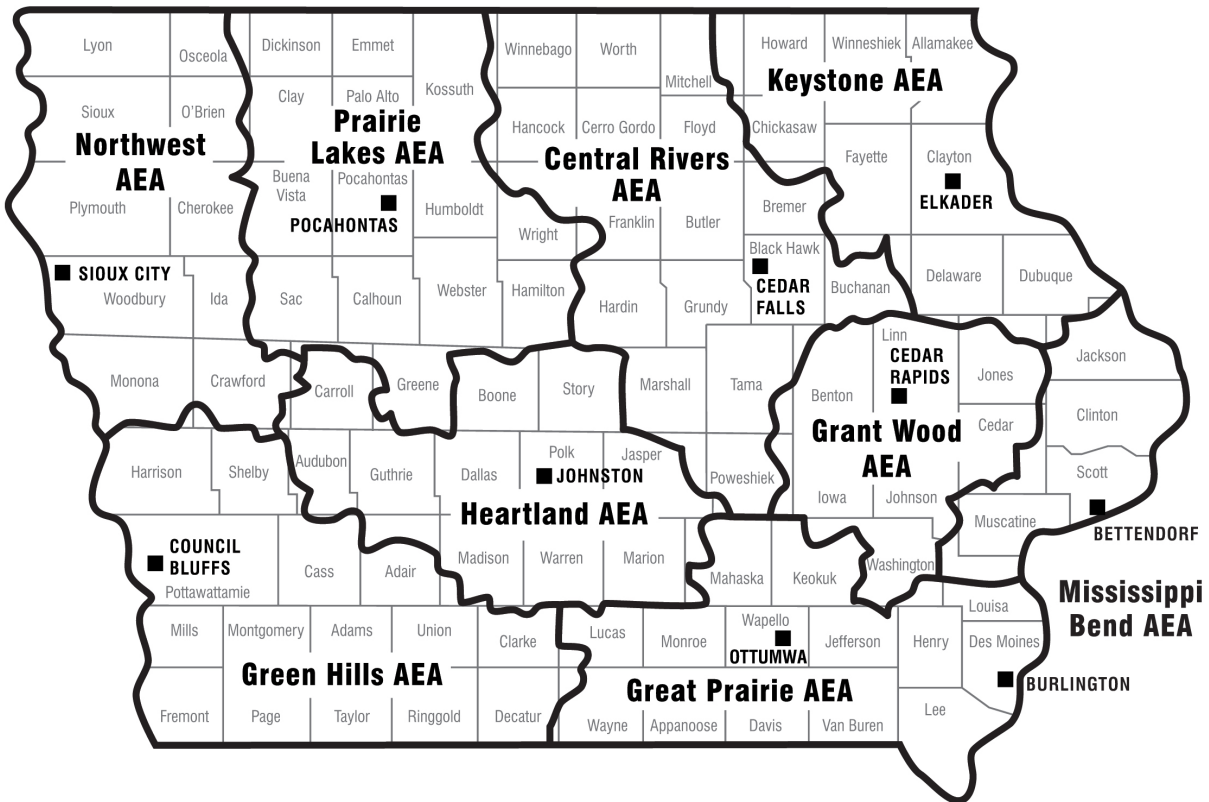 Lyon
Osceola
Dickinson
Emmet
Kossuth
Winnebago
Worth
Mitchell
Howard
Winneshiek
Allamakee
Keystone AEA
Sioux
O'Brien
Clay
Palo Alto
Hancock
Cerro Gordo
Floyd
Chickasaw
Northwest
AEA
Prairie
Lakes AEA
Central Rivers
AEA
Fayette
Clayton
ELKADER
Plymouth
Cherokee
Buena
Vista
Pocahontas
POCAHONTAS
Humboldt
Wright
Franklin
Butler
Bremer
SIOUX CITY
Woodbury
Ida
Sac
Calhoun
Webster
Hamilton
Hardin
Grundy
Black Hawk
CEDAR
FALLS
Buchanan
Delaware
Dubuque
Monona
Crawford
Carroll
Greene
Boone
Story
Marshall
Tama
Benton
Linn
CEDAR
RAPIDS
Jones
Jackson
Grant Wood
AEA
Cedar
Clinton
Harrison
Shelby
Audubon
Guthrie
Dallas
Polk
JOHNSTON
Jasper
Poweshiek
Iowa
Johnson
Scott
Muscatine
BETTENDORF
Heartland AEA
COUNCIL
BLUFFS
Pottawattamie
Cass
Adair
Madison
Warren
Marion
Mahaska
Keokuk
Washington
Louisa
Mississippi
Bend AEA
Mills
Montgomery
Adams
Union
Clarke
Lucas
Monroe
Wapello
OTTUMWA
Jefferson
Henry
Des Moines
BURLINGTON
Green Hills AEA
Great Prairie AEA
Fremont
Page
Taylor
Ringgold
Decatur
Wayne
Appanoose
Davis
Van Buren
Lee